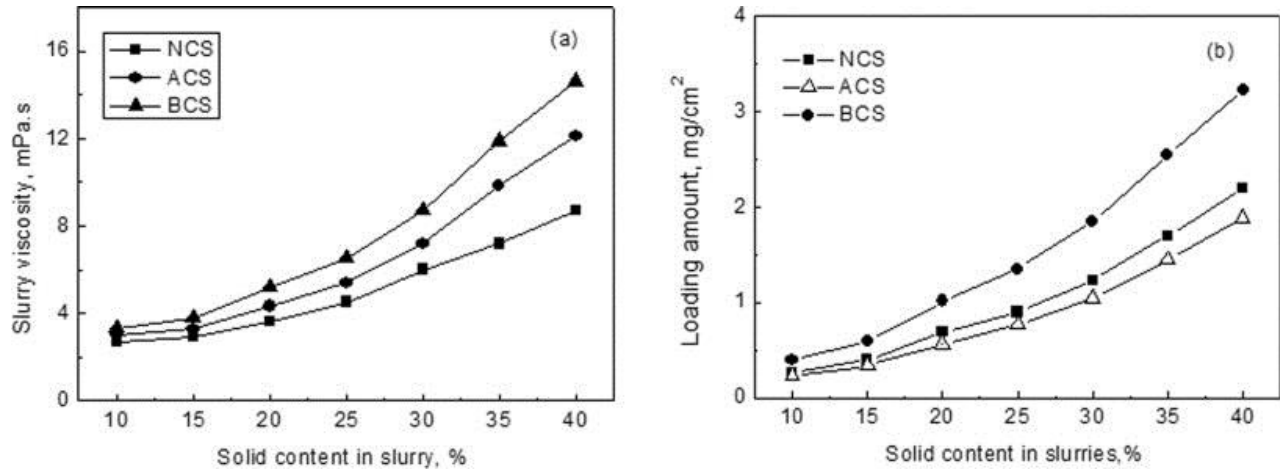 (a)
NCS
ACS
BCS
Slurry viscosity, mPa.s
16
12
8
4
0
10 15 20 25 30 35 40
Solid content in slurry, %
(b)
NCS
ACS
BCS
Loading amount, mg/cm²
4
3
2
1
0
10 15 20 25 30 35 40
Solid content in slurries,%